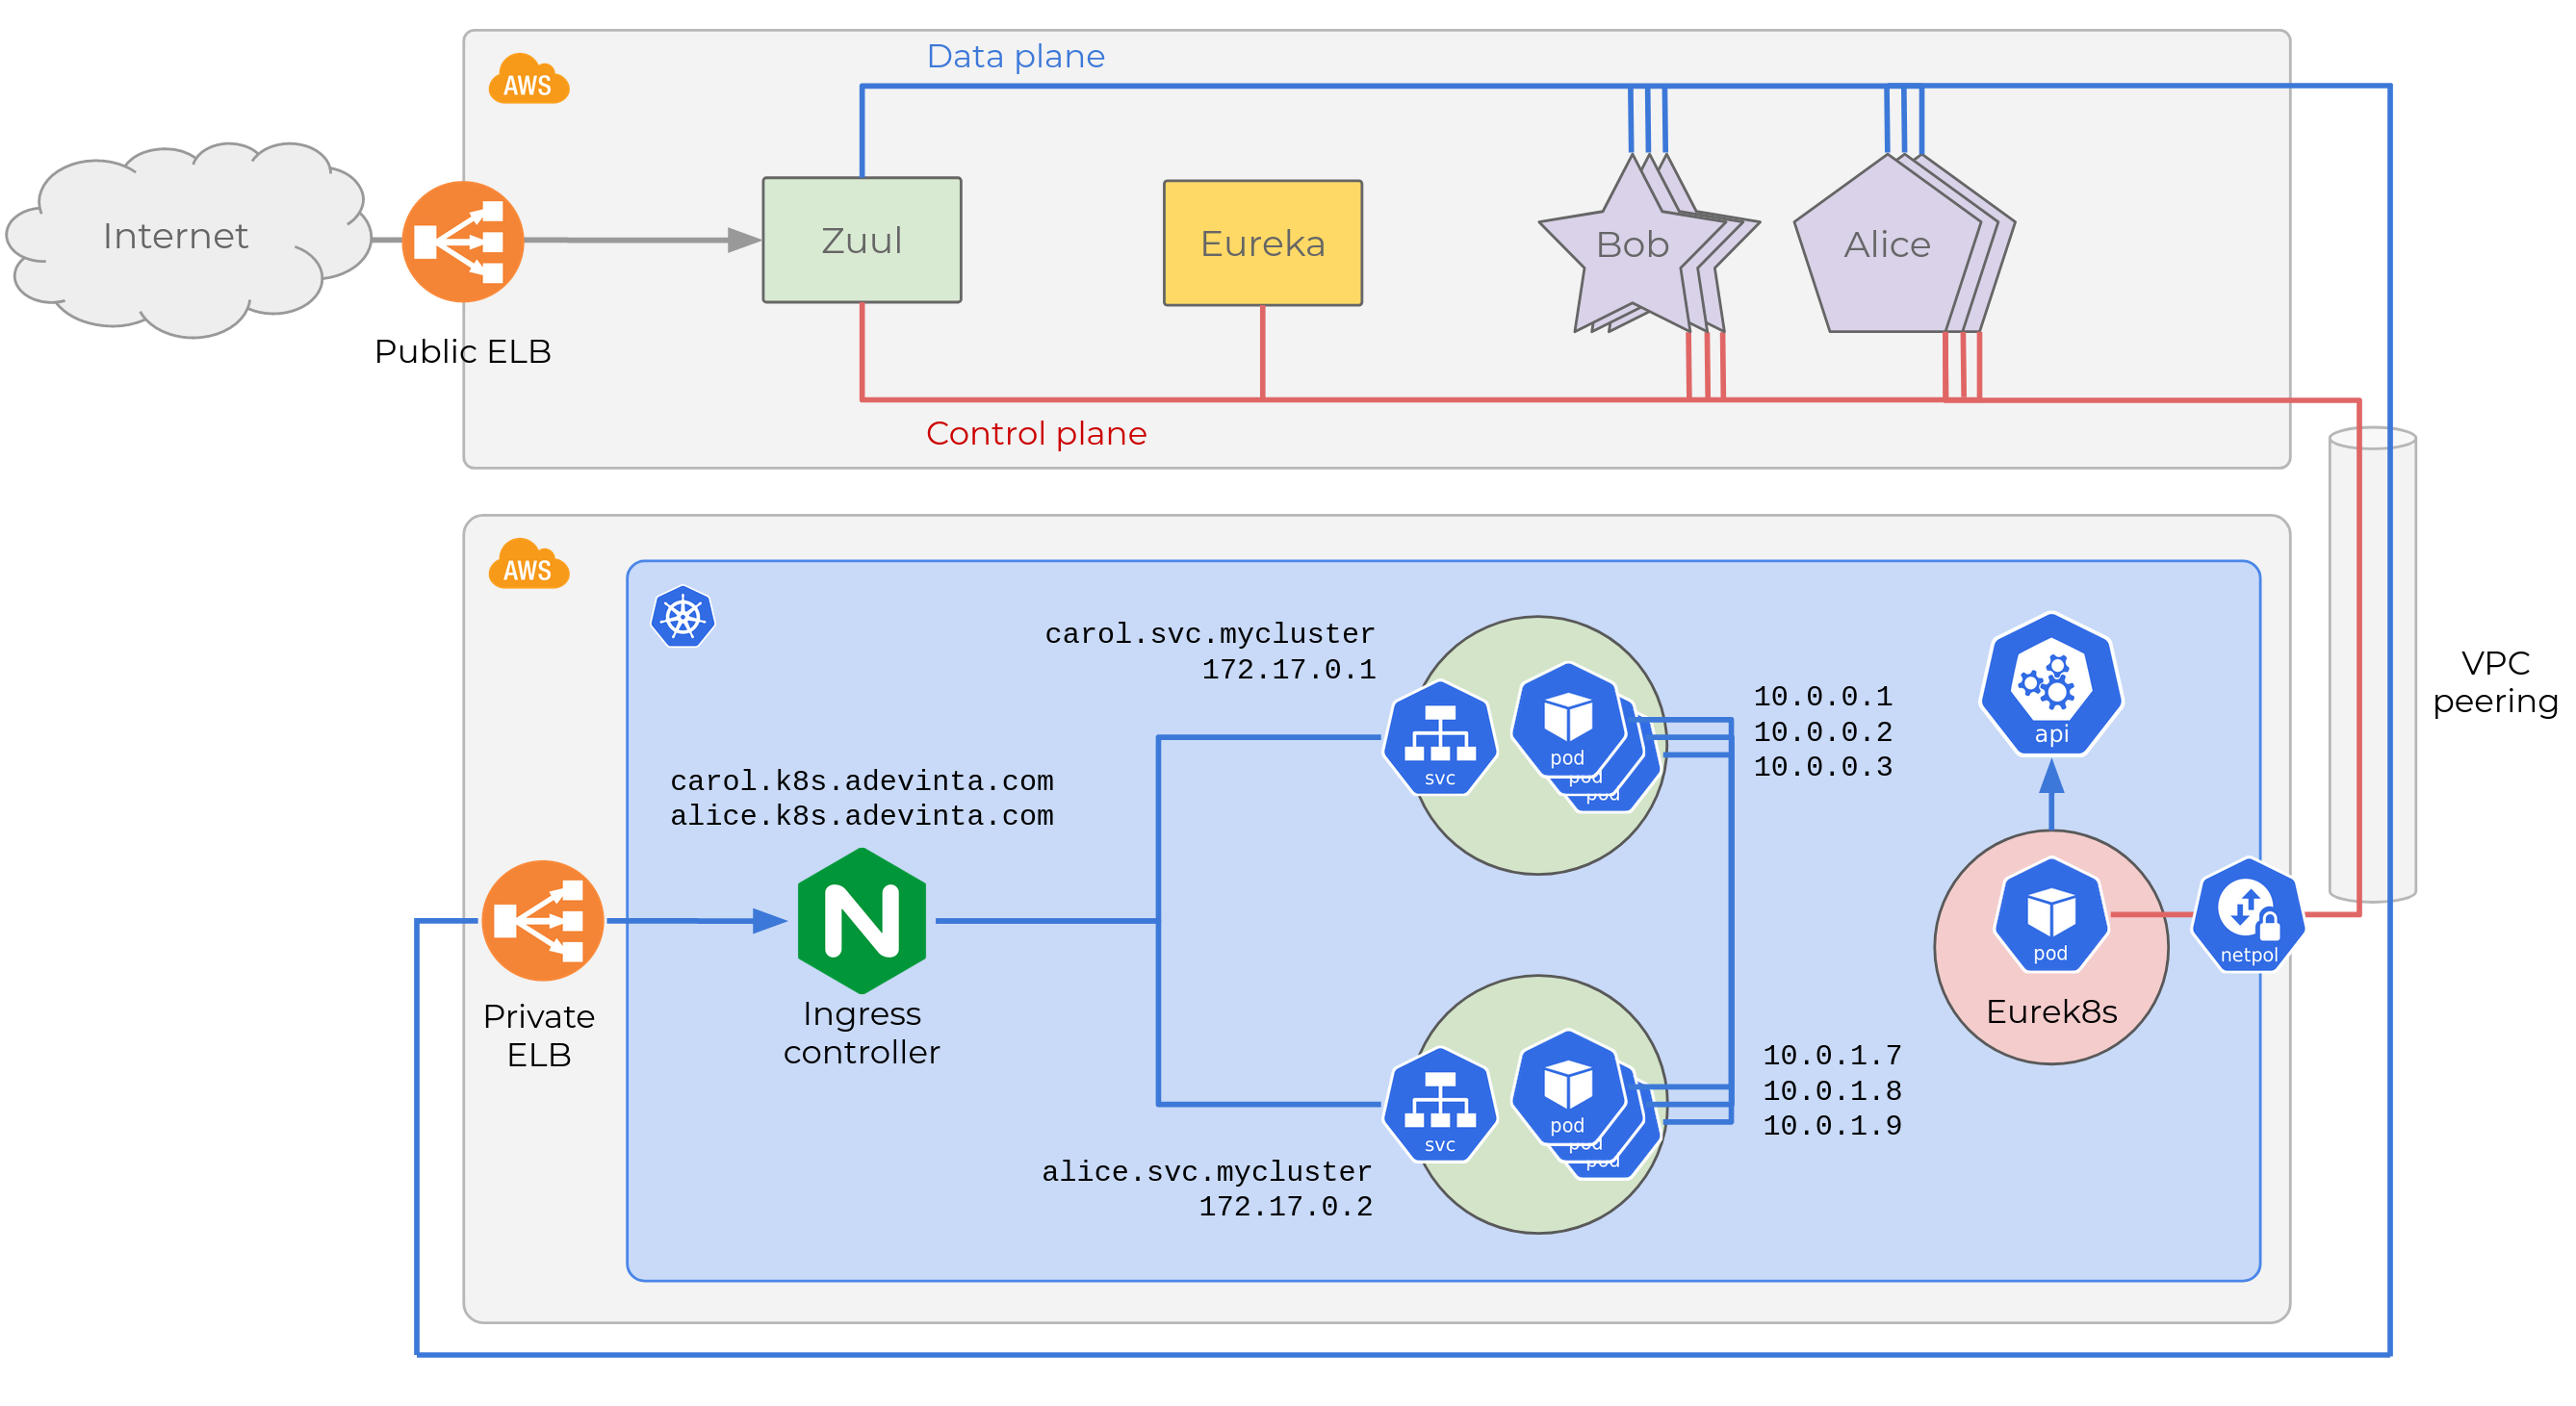 Data plane
AWS
Internet
Zuul
Eureka
Bob
Alice
Public ELB
Control plane
AWS
carol.svc.mycluster
172.17.0.1
svc
pod
pod
pod
10.0.0.1
10.0.0.2
10.0.0.3
api
VPC
peering
carol.k8s.adevinta.com
alice.k8s.adevinta.com
Private
ELB
Ingress
controller
pod
Eurek8s
netpol
svc
pod
pod
pod
10.0.1.7
10.0.1.8
10.0.1.9
alice.svc.mycluster
172.17.0.2